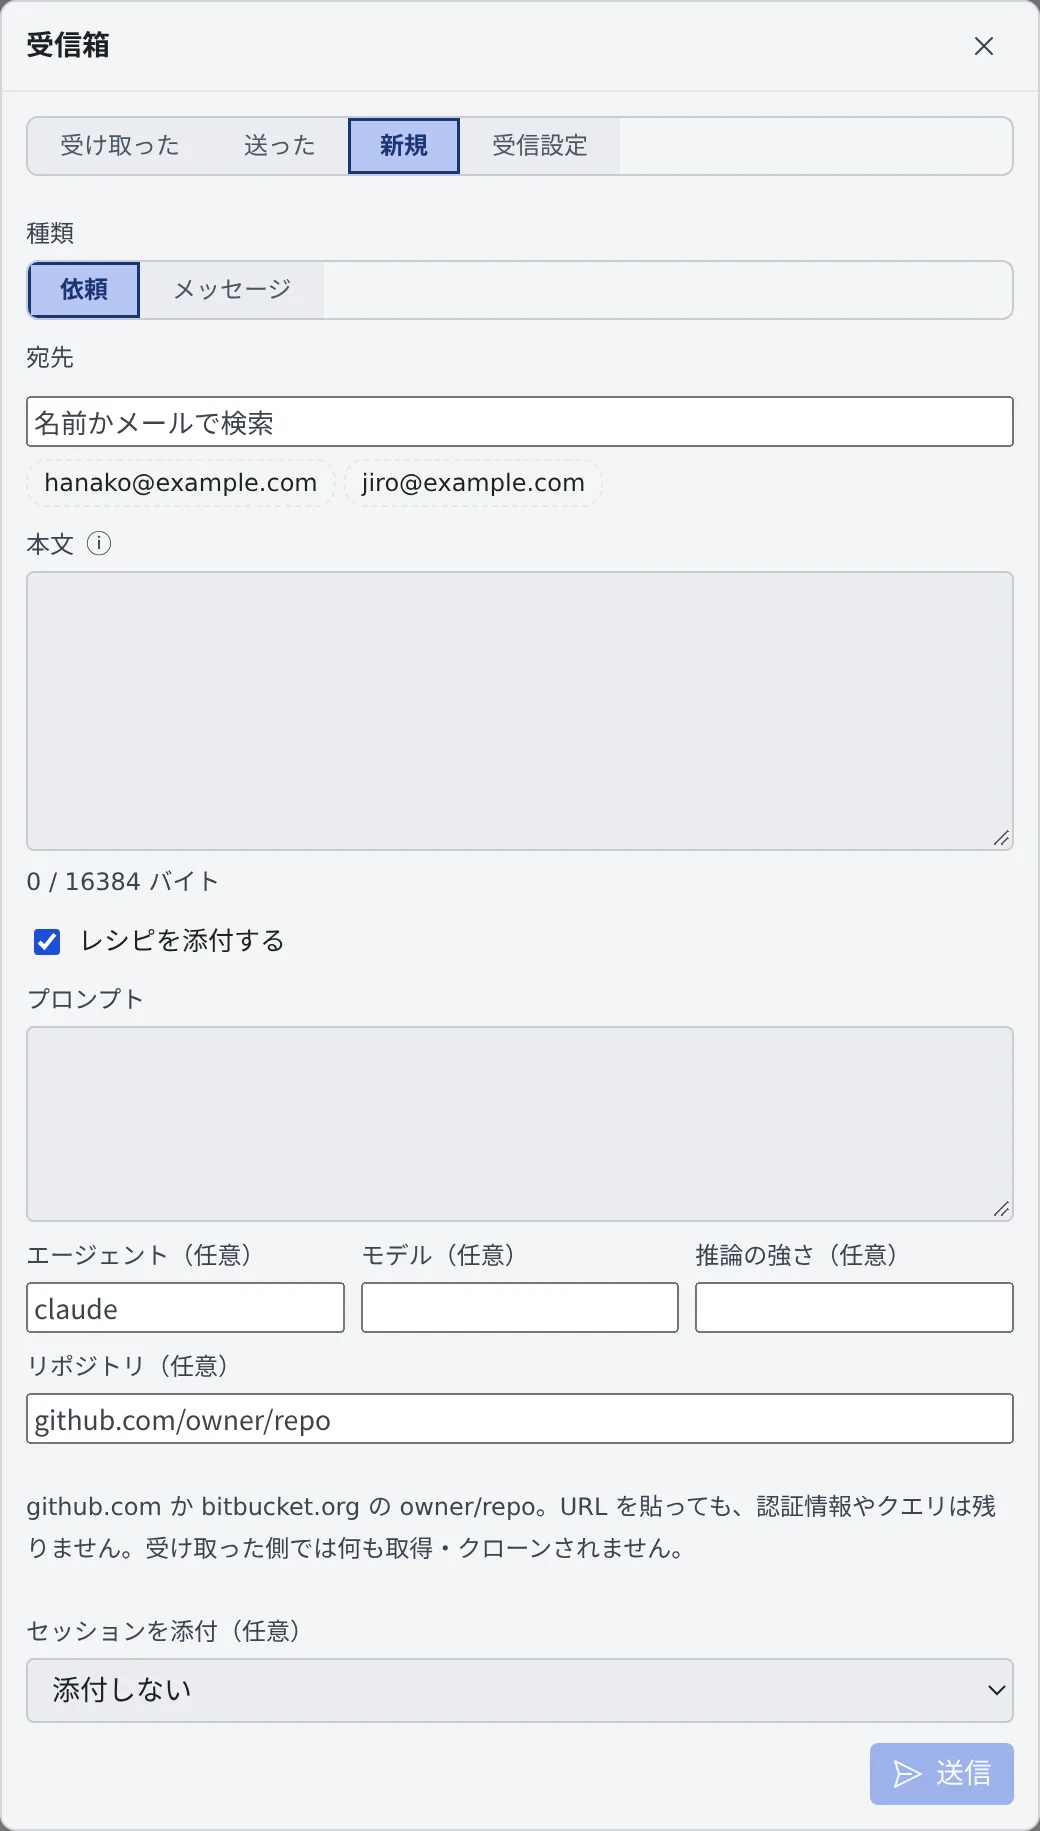 受信箱
受け取った 送った 新規 受信設定
種類
依頼 メッセージ
宛先
名前かメールで検索
hanako@example.com jiro@example.com
本文 ⓘ
0 / 16384 バイト
レシピを添付する
プロンプト
エージェント（任意） モデル（任意） 推論の強さ（任意）
claude
リポジトリ（任意）
github.com/owner/repo
github.com か bitbucket.org の owner/repo。URL を貼っても、認証情報やクエリは残
りません。受け取った側では何も取得・クローンされません。
セッションを添付（任意）
添付しない
送信